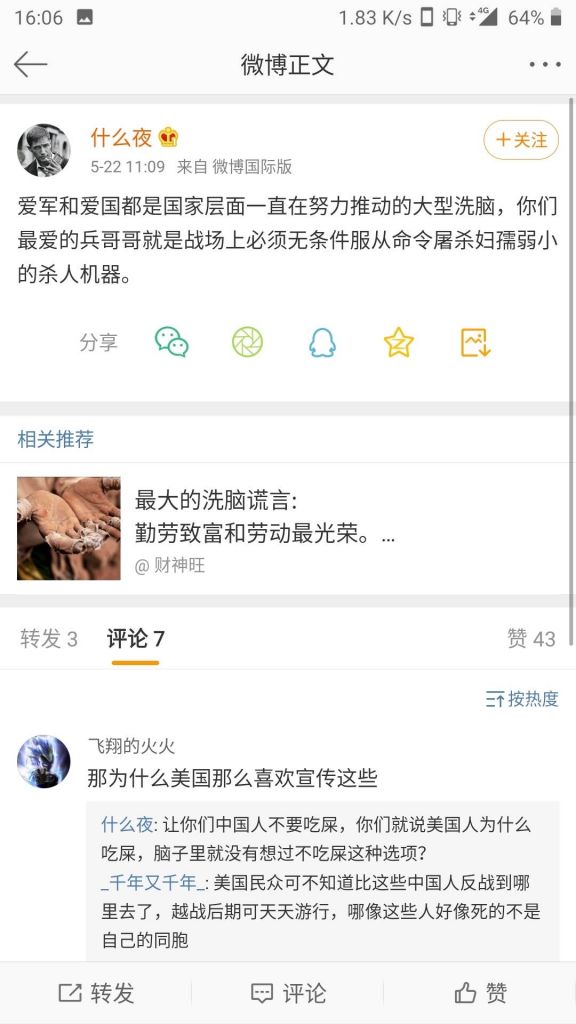 16:06
1.83 K/s 4G 64%
微博正文
什么夜
+关注
5-22 11:09 来自 微博国际版
爱军和爱国都是国家层面一直在努力推动的大型洗脑，你们
最爱的兵哥哥就是战场上必须无条件服从命令屠杀妇孺弱小
的杀人机器。
分享
相关推荐
最大的洗脑谎言:
勤劳致富和劳动最光荣。...
@ 财神旺
转发 3 评论 7 赞 43
按热度
飞翔的火火
那为什么美国那么喜欢宣传这些
什么夜: 让你们中国人不要吃屎，你们就说美国人为什么
吃屎，脑子里就没有想过不吃屎这种选项？
_千年又千年_: 美国民众可不知道比这些中国人反战到哪
里去了，越战后期可天天游行，哪像这些人好像死的不是
自己的同胞
转发 评论 赞